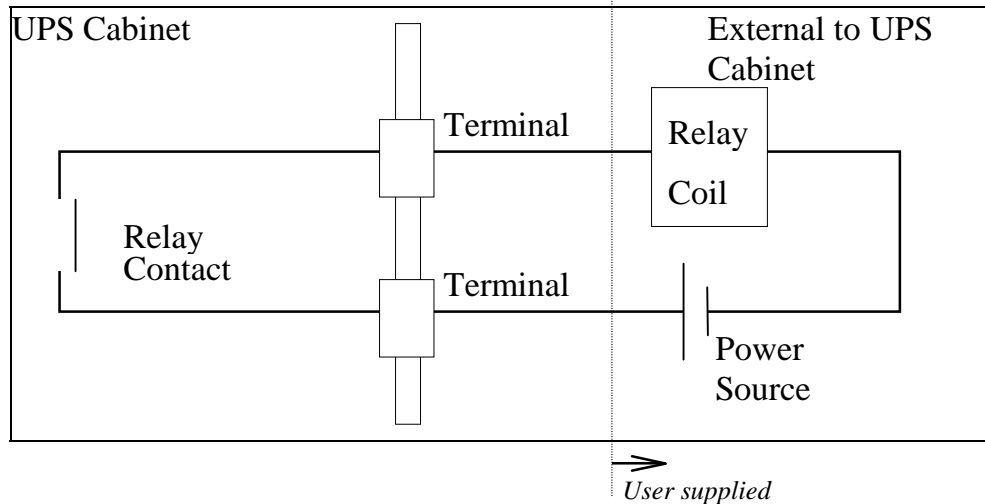 UPS Cabinet
External to UPS
Cabinet
Terminal
Relay
Coil
Relay
Contact
Terminal
Power
Source
User supplied